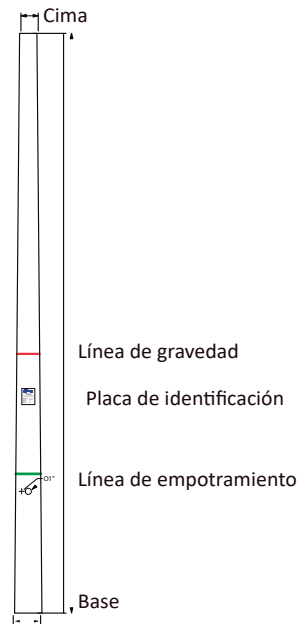 Cima
Línea de gravedad
Placa de identificación
Línea de empotramiento
Base